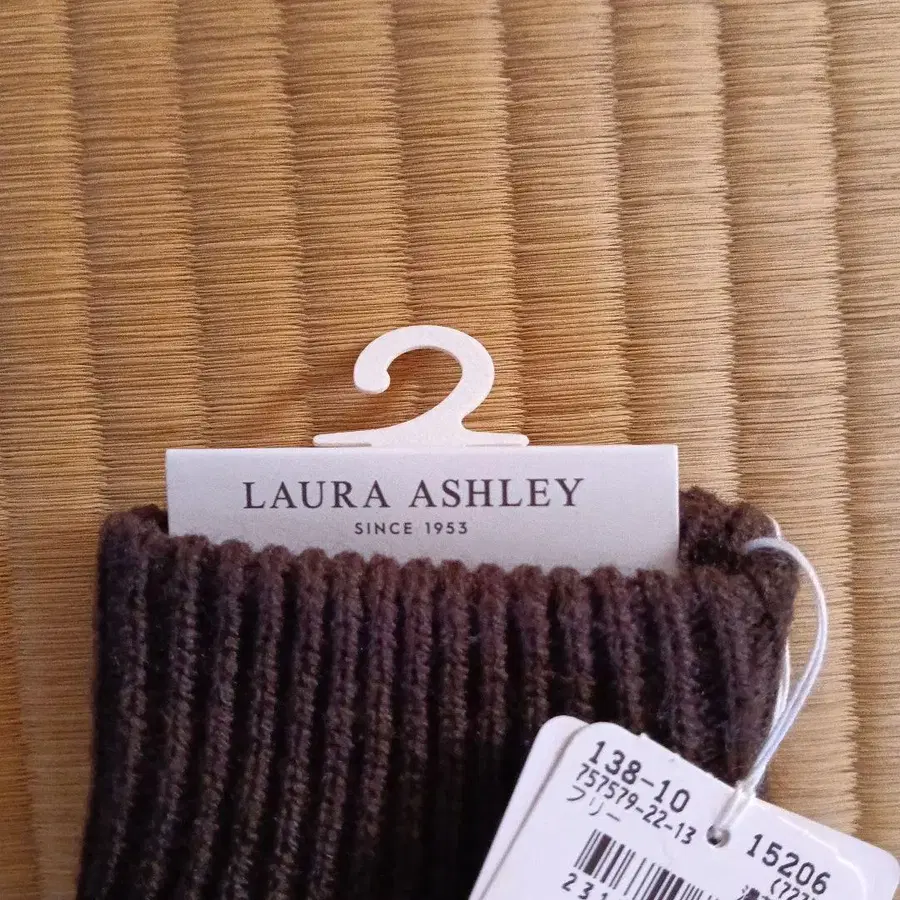 LAURA ASHLEY
SINCE 1953
138-10
757579-22-13
フリー
15206